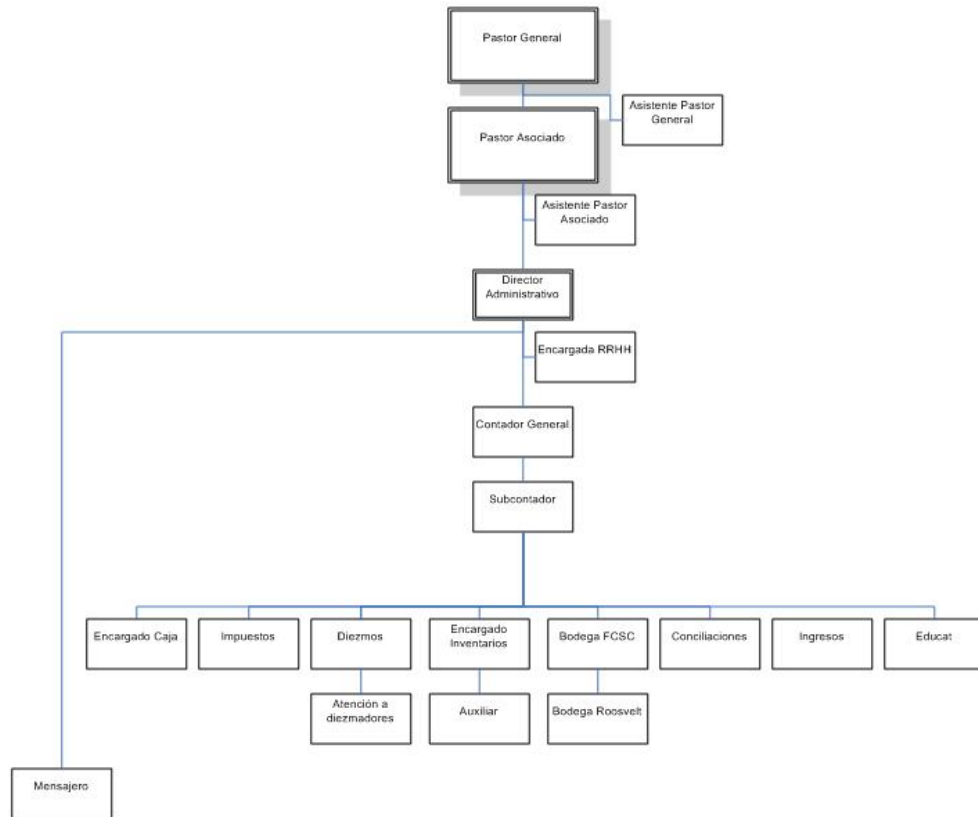 Pastor General
Asistente Pastor
General
Pastor Asociado
Asistente Pastor
Asociado
Director
Administrativo
Encargada RRHH
Contador General
Subcontador
Encargado Caja
Impuestos
Diezmos
Encargado
Inventarios
Bodega FCSC
Conciliaciones
Ingresos
Educat
Atención a
diezmadores
Auxiliar
Bodega Roosvelt
Mensajero